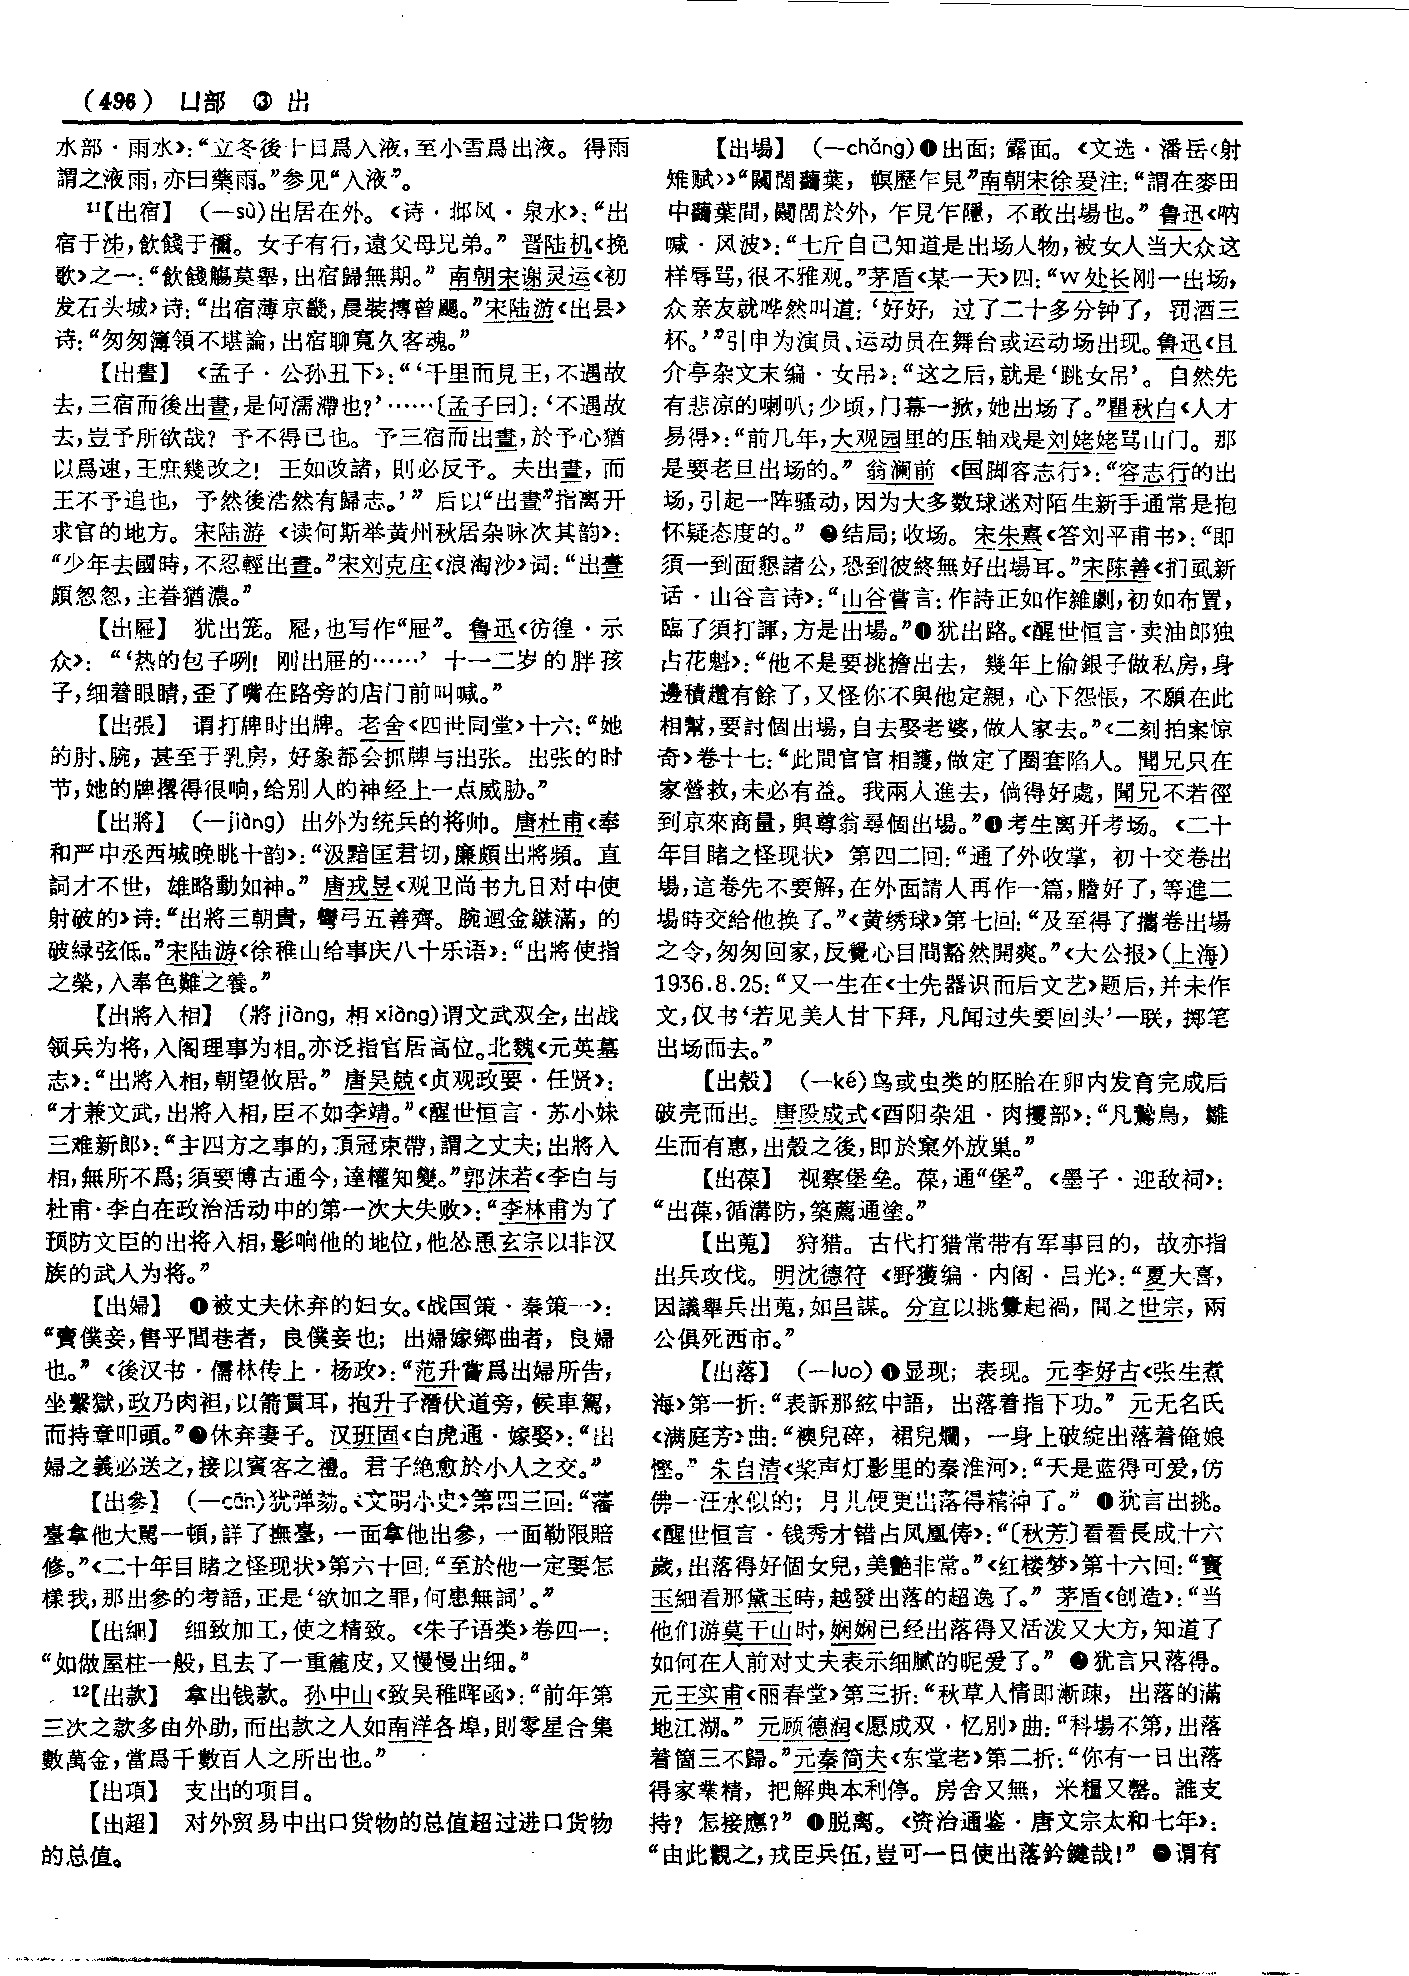 (496) 凵部 ③ 出
水部·雨水》：“立冬後十日爲入液，至小雪爲出液。得雨
謂之液雨，亦曰藥雨。”参见“入液”。
11【出宿】 (—sù)出居在外。《诗·邶风·泉水》：“出
宿于泲，飲餞于禰。女子有行，遠父母兄弟。” 晋陆机《挽
歌》之一：“飲餞觴莫舉，出宿歸無期。” 南朝宋谢灵运《初
发石头城》诗：“出宿薄京畿，晨裝摶曾颸。”宋陆游《出县》
诗：“匆匆簿領不堪論，出宿聊寬久客魂。”
【出晝】 《孟子·公孙丑下》：“‘千里而見王，不遇故
去，三宿而後出晝，是何濡滯也？’……〔孟子曰〕：‘不遇故
去，豈予所欲哉？予不得已也。予三宿而出晝，於予心猶
以爲速，王庶幾改之！王如改諸，則必反予。夫出晝，而
王不予追也，予然後浩然有歸志。’” 后以“出晝”指离开
求官的地方。宋陆游《读何斯举黄州秋居杂咏次其韵》：
“少年去國時，不忍輕出晝。”宋刘克庄《浪淘沙》词：“出晝
頗怱怱，主眷猶濃。”
【出屜】 犹出笼。屜，也写作“屉”。鲁迅《彷徨·示
众》：“‘热的包子咧！刚出屉的……’ 十一二岁的胖孩
子，细着眼睛，歪了嘴在路旁的店门前叫喊。”
【出張】 谓打牌时出牌。老舍《四世同堂》十六：“她
的肘、腕，甚至于乳房，好象都会抓牌与出张。出张的时
节，她的牌撂得很响，给别人的神经上一点威胁。”
【出將】 (—jiàng) 出外为统兵的将帅。唐杜甫《奉
和严中丞西城晚眺十韵》：“汲黯匡君切，廉頗出將頻。直
詞才不世，雄略動如神。” 唐戎昱《观卫尚书九日对中使
射破的》诗：“出將三朝貴，彎弓五善齊。腕迴金鏃滿，的
破緑弦低。”宋陆游《徐稚山给事庆八十乐语》：“出將使指
之榮，入奉色難之養。”
【出將入相】 (將 jiàng，相 xiàng)谓文武双全，出战
领兵为将，入阁理事为相。亦泛指官居高位。北魏《元英墓
志》：“出將入相，朝望攸居。” 唐吴兢《贞观政要·任贤》：
“才兼文武，出將入相，臣不如李靖。”《醒世恒言·苏小妹
三难新郎》：“主四方之事的，頂冠束帶，謂之丈夫；出將入
相，無所不爲；須要博古通今，達權知變。”郭沫若《李白与
杜甫·李白在政治活动中的第一次大失败》：“李林甫为了
预防文臣的出将入相，影响他的地位，他怂恿玄宗以非汉
族的武人为将。”
【出婦】 ❶被丈夫休弃的妇女。《战国策·秦策一》：
“賣僕妾，售乎閭巷者，良僕妾也；出婦嫁鄉曲者，良婦
也。”《後汉书·儒林传上·杨政》：“范升嘗爲出婦所告，
坐繫獄，政乃肉袒，以箭貫耳，抱升子潛伏道旁，候車駕，
而持章叩頭。”❷休弃妻子。汉班固《白虎通·嫁娶》：“出
婦之義必送之，接以賓客之禮。君子絶愈於小人之交。”
【出參】 (—cān)犹弹劾。《文明小史》第四三回：“藩
臺拿他大駡一頓，詳了撫臺，一面拿他出參，一面勒限賠
修。”《二十年目睹之怪现状》第六十回：“至於他一定要怎
樣我，那出參的考語，正是‘欲加之罪，何患無詞’。”
【出細】 细致加工，使之精致。《朱子语类》卷四一：
“如做屋柱一般，且去了一重麄皮，又慢慢出细。”
12【出款】 拿出钱款。孙中山《致吴稚晖函》：“前年第
三次之款多由外助，而出款之人如南洋各埠，則零星合集
數萬金，當爲千數百人之所出也。”
【出項】 支出的项目。
【出超】 对外贸易中出口货物的总值超过进口货物
的总值。
【出場】 (—chǎng)❶出面；露面。《文选·潘岳〈射
雉赋〉》“闚䦗蘙葉，幎歷乍見”南朝宋徐爰注：“謂在麥田
中蘙葉間，闚䦗於外，乍見乍隱，不敢出場也。” 鲁迅《呐
喊·风波》：“七斤自己知道是出场人物，被女人当大众这
样辱骂，很不雅观。”茅盾《某一天》四：“W处长刚一出场，
众亲友就哗然叫道：‘好好，过了二十多分钟了，罚酒三
杯。’”引申为演员、运动员在舞台或运动场出现。鲁迅《且
介亭杂文末编·女吊》：“这之后，就是‘跳女吊’。自然先
有悲凉的喇叭；少顷，门幕一掀，她出场了。”瞿秋白《人才
易得》：“前几年，大观园里的压轴戏是刘姥姥骂山门。那
是要老旦出场的。” 翁澜前《国脚容志行》：“容志行的出
场，引起一阵骚动，因为大多数球迷对陌生新手通常是抱
怀疑态度的。” ❷结局；收场。宋朱熹《答刘平甫书》：“即
須一到面懇諸公，恐到彼終無好出場耳。”宋陈善《扪虱新
话·山谷言诗》：“山谷嘗言：作詩正如作雜劇，初如布置，
臨了須打諢，方是出場。”❸犹出路。《醒世恒言·卖油郎独
占花魁》：“他不是要挑擔出去，幾年上偷銀子做私房，身
邊積趲有餘了，又怪你不與他定親，心下怨悵，不願在此
相幫，要討個出場，自去娶老婆，做人家去。”《二刻拍案惊
奇》卷十七：“此間官官相護，做定了圈套陷人。聞兄只在
家營救，未必有益。我兩人進去，倘得好處，聞兄不若徑
到京來商量，與尊翁尋個出場。”❹考生离开考场。《二十
年目睹之怪现状》第四二回：“通了外收掌，初十交卷出
場，這卷先不要解，在外面請人再作一篇，謄好了，等進二
場時交給他换了。”《黄绣球》第七回：“及至得了攜卷出場
之令，匆匆回家，反覺心目間豁然開爽。”《大公报》(上海)
1936.8.25：“又一生在《士先器识而后文艺》题后，并未作
文，仅书‘若见美人甘下拜，凡闻过失要回头’一联，掷笔
出场而去。”
【出殻】 (—ké)鸟或虫类的胚胎在卵内发育完成后
破壳而出。唐段成式《酉阳杂俎·肉攫部》：“凡鷙鳥，雛
生而有惠，出殻之後，即於窠外放巢。”
【出葆】 视察堡垒。葆，通“堡”。《墨子·迎敌祠》：
“出葆，循溝防，築薦通塗。”
【出蒐】 狩猎。古代打猎常带有军事目的，故亦指
出兵攻伐。明沈德符《野獲编·内阁·吕光》：“夏大喜，
因議舉兵出蒐，如吕謀。分宜以挑釁起禍，間之世宗，兩
公俱死西市。”
【出落】 (—luo) ❶显现；表现。元李好古《张生煮
海》第一折：“表訴那絃中語，出落着指下功。” 元无名氏
《满庭芳》曲：“襖兒碎，裙兒爛，一身上破綻出落着俺娘
慳。” 朱自清《桨声灯影里的秦淮河》：“天是蓝得可爱，仿
佛一汪水似的；月儿便更出落得精神了。” ❷犹言出挑。
《醒世恒言·钱秀才错占凤凰俦》：“〔秋芳〕看看長成十六
歲，出落得好個女兒，美艷非常。”《红楼梦》第十六回：“寶
玉細看那黛玉時，越發出落的超逸了。” 茅盾《创造》：“当
他们游莫干山时，娴娴已经出落得又活泼又大方，知道了
如何在人前对丈夫表示细腻的昵爱了。” ❸犹言只落得。
元王实甫《丽春堂》第三折：“秋草人情即漸疎，出落的滿
地江湖。” 元顾德润《愿成双·忆别》曲：“科場不第，出落
着箇三不歸。”元秦简夫《东堂老》第二折：“你有一日出落
得家業精，把解典本利停。房舍又無，米糧又罄。誰支
持？怎接應？” ❹脱离。《资治通鉴·唐文宗太和七年》：
“由此觀之，戎臣兵伍，豈可一日使出落鈐鍵哉！” ❺谓有